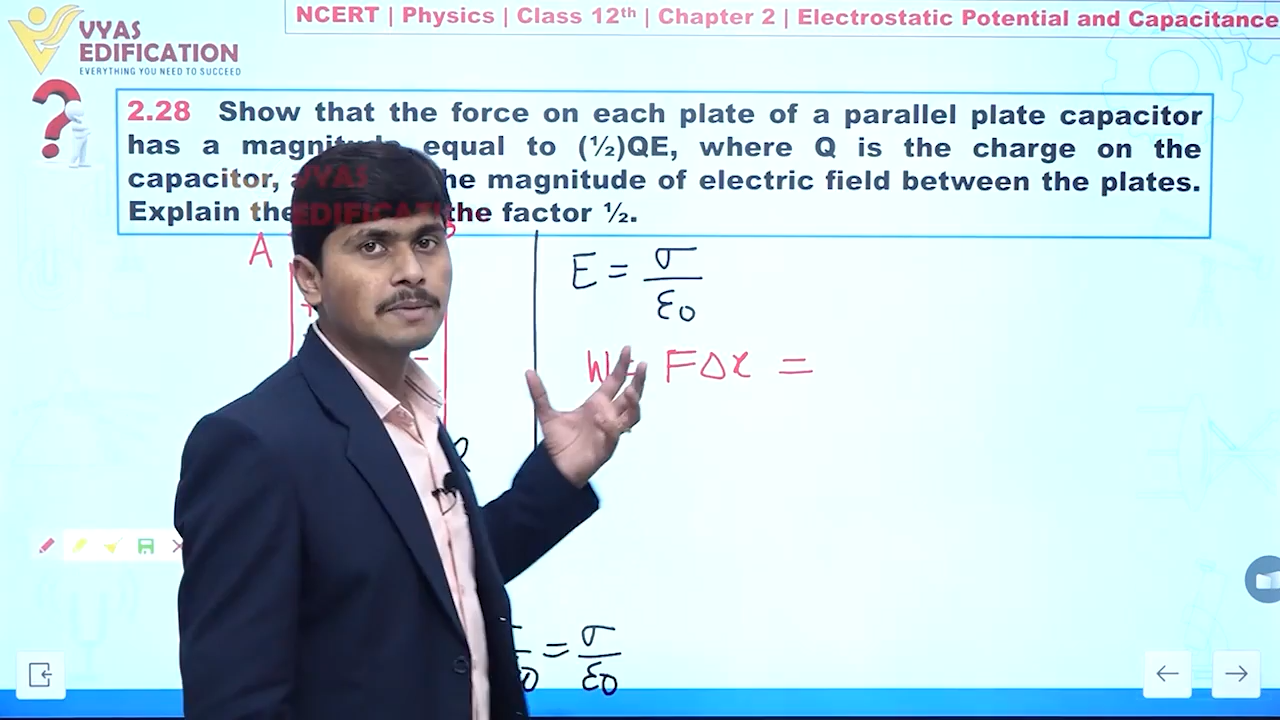 NCERT | Physics | Class 12th | Chapter 2 | Electrostatic Potential and Capacitance
VYAS
EDIFICATION
EVERYTHING YOU NEED TO SUCCEED
2.28 Show that the force on each plate of a parallel plate capacitor
has a equal to (½)QE, where Q is the charge on the
capacitor, magnitude of electric field between the plates.
Explain the factor ½.
VYAS
A
E = σ/ε0
W = FΔx =
= σ/ε0